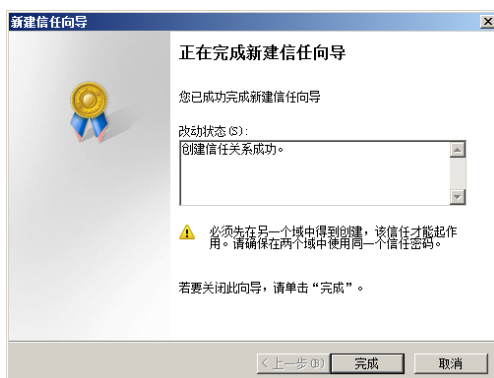 新建信任向导
正在完成新建信任向导
您已成功完成新建信任向导
改动状态(S):
创建信任关系成功。
必须先在另一个域中得到创建，该信任才能起作
用。请确保在两个域中使用同一个信任密码。
若要关闭此向导，请单击“完成”。
< 上一步(B)
完成
取消